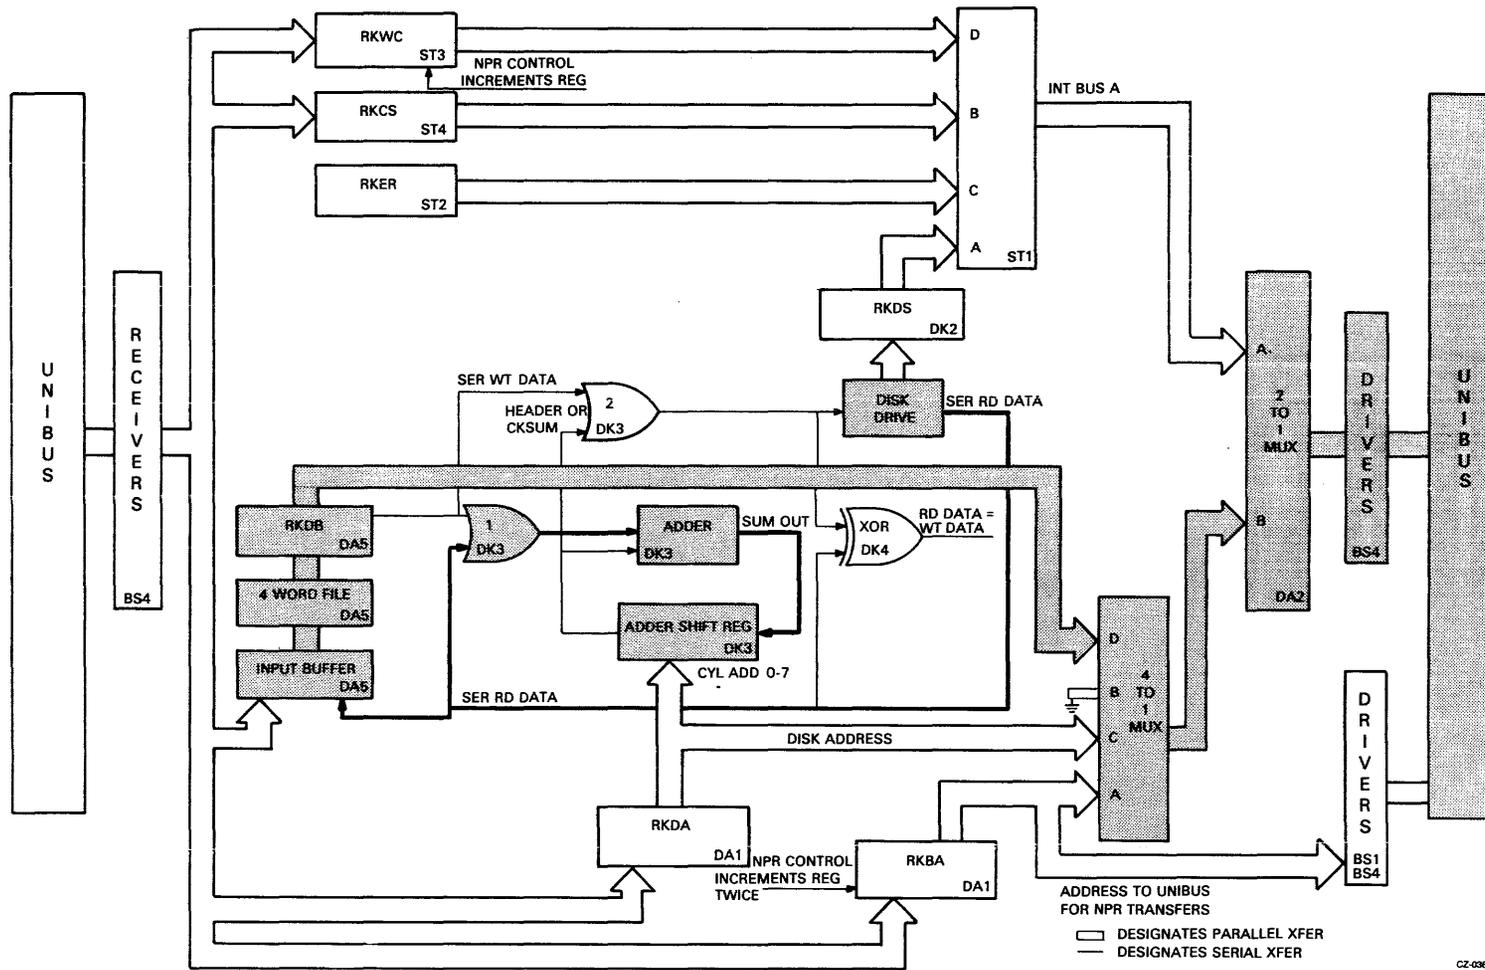 UNIBUS
RECEIVERS
BS4
RKWC
ST3
NPR CONTROL
INCREMENTS REG
RKCS
ST4
RKER
ST2
D
B
C
A
ST1
INT BUS A
RKDS
DK2
DISK
DRIVE
SER RD DATA
SER WT DATA
HEADER OR
CKSUM
2
DK3
RKDB
DA5
4 WORD FILE
DA5
INPUT BUFFER
DA5
1
DK3
ADDER
DK3
SUM OUT
ADDER SHIFT REG
DK3
CYL ADD 0-7
XOR
DK4
RD DATA =
WT DATA
SER RD DATA
DISK ADDRESS
RKDA
DA1
NPR CONTROL
INCREMENTS REG
TWICE
RKBA
DA1
D
B
C
A
4
TO
1
MUX
A
B
2
TO
1
MUX
DA2
DRIVERS
BS4
UNIBUS
DRIVERS
BS1
BS4
ADDRESS TO UNIBUS
FOR NPR TRANSFERS
DESIGNATES PARALLEL XFER
DESIGNATES SERIAL XFER